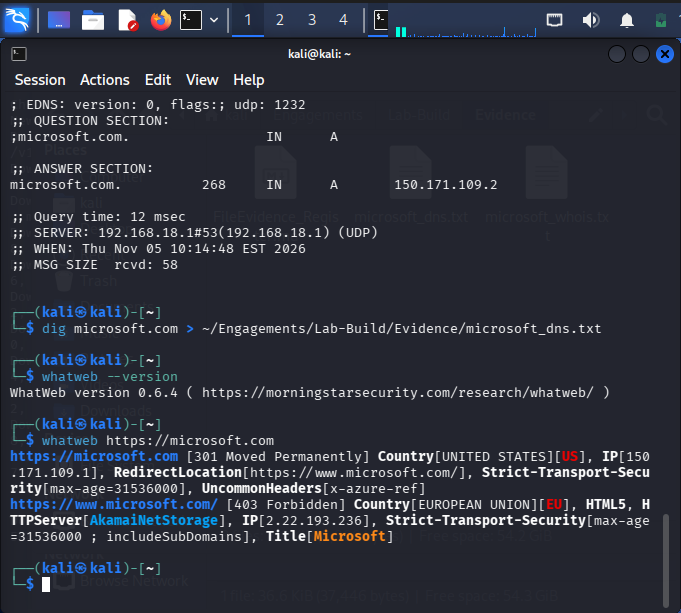 1 2 3 4
kali@kali: ~
Session Actions Edit View Help
; EDNS: version: 0, flags:; udp: 1232
;; QUESTION SECTION:
;microsoft.com. IN A
;; ANSWER SECTION:
microsoft.com. 268 IN A 150.171.109.2
;; Query time: 12 msec
;; SERVER: 192.168.18.1#53(192.168.18.1) (UDP)
;; WHEN: Thu Nov 05 10:14:48 EST 2026
;; MSG SIZE rcvd: 58
┌──(kali㉿kali)-[~]
└─$ dig microsoft.com > ~/Engagements/Lab-Build/Evidence/microsoft_dns.txt
┌──(kali㉿kali)-[~]
└─$ whatweb --version
WhatWeb version 0.6.4 ( https://morningstarsecurity.com/research/whatweb/ )
┌──(kali㉿kali)-[~]
└─$ whatweb https://microsoft.com
https://microsoft.com [301 Moved Permanently] Country[UNITED STATES][US], IP[150
.171.109.1], RedirectLocation[https://www.microsoft.com/], Strict-Transport-Secu
rity[max-age=31536000], UncommonHeaders[x-azure-ref]
https://www.microsoft.com/ [403 Forbidden] Country[EUROPEAN UNION][EU], HTML5, H
TTPServer[AkamaiNetStorage], IP[2.22.193.236], Strict-Transport-Security[max-age
=31536000 ; includeSubDomains], Title[Microsoft]
┌──(kali㉿kali)-[~]
└─$